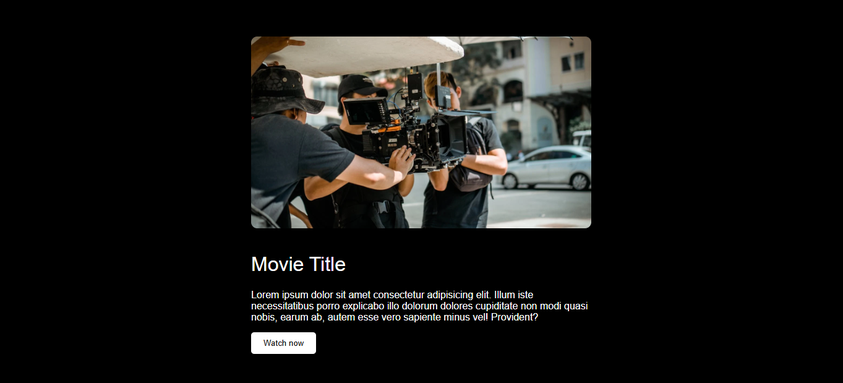 Movie Title
Lorem ipsum dolor sit amet consectetur adipisicing elit. Illum iste
necessitatibus porro explicabo illo dolorum dolores cupiditate non modi quasi
nobis, earum ab, autem esse vero sapiente minus vel! Provident?
Watch now